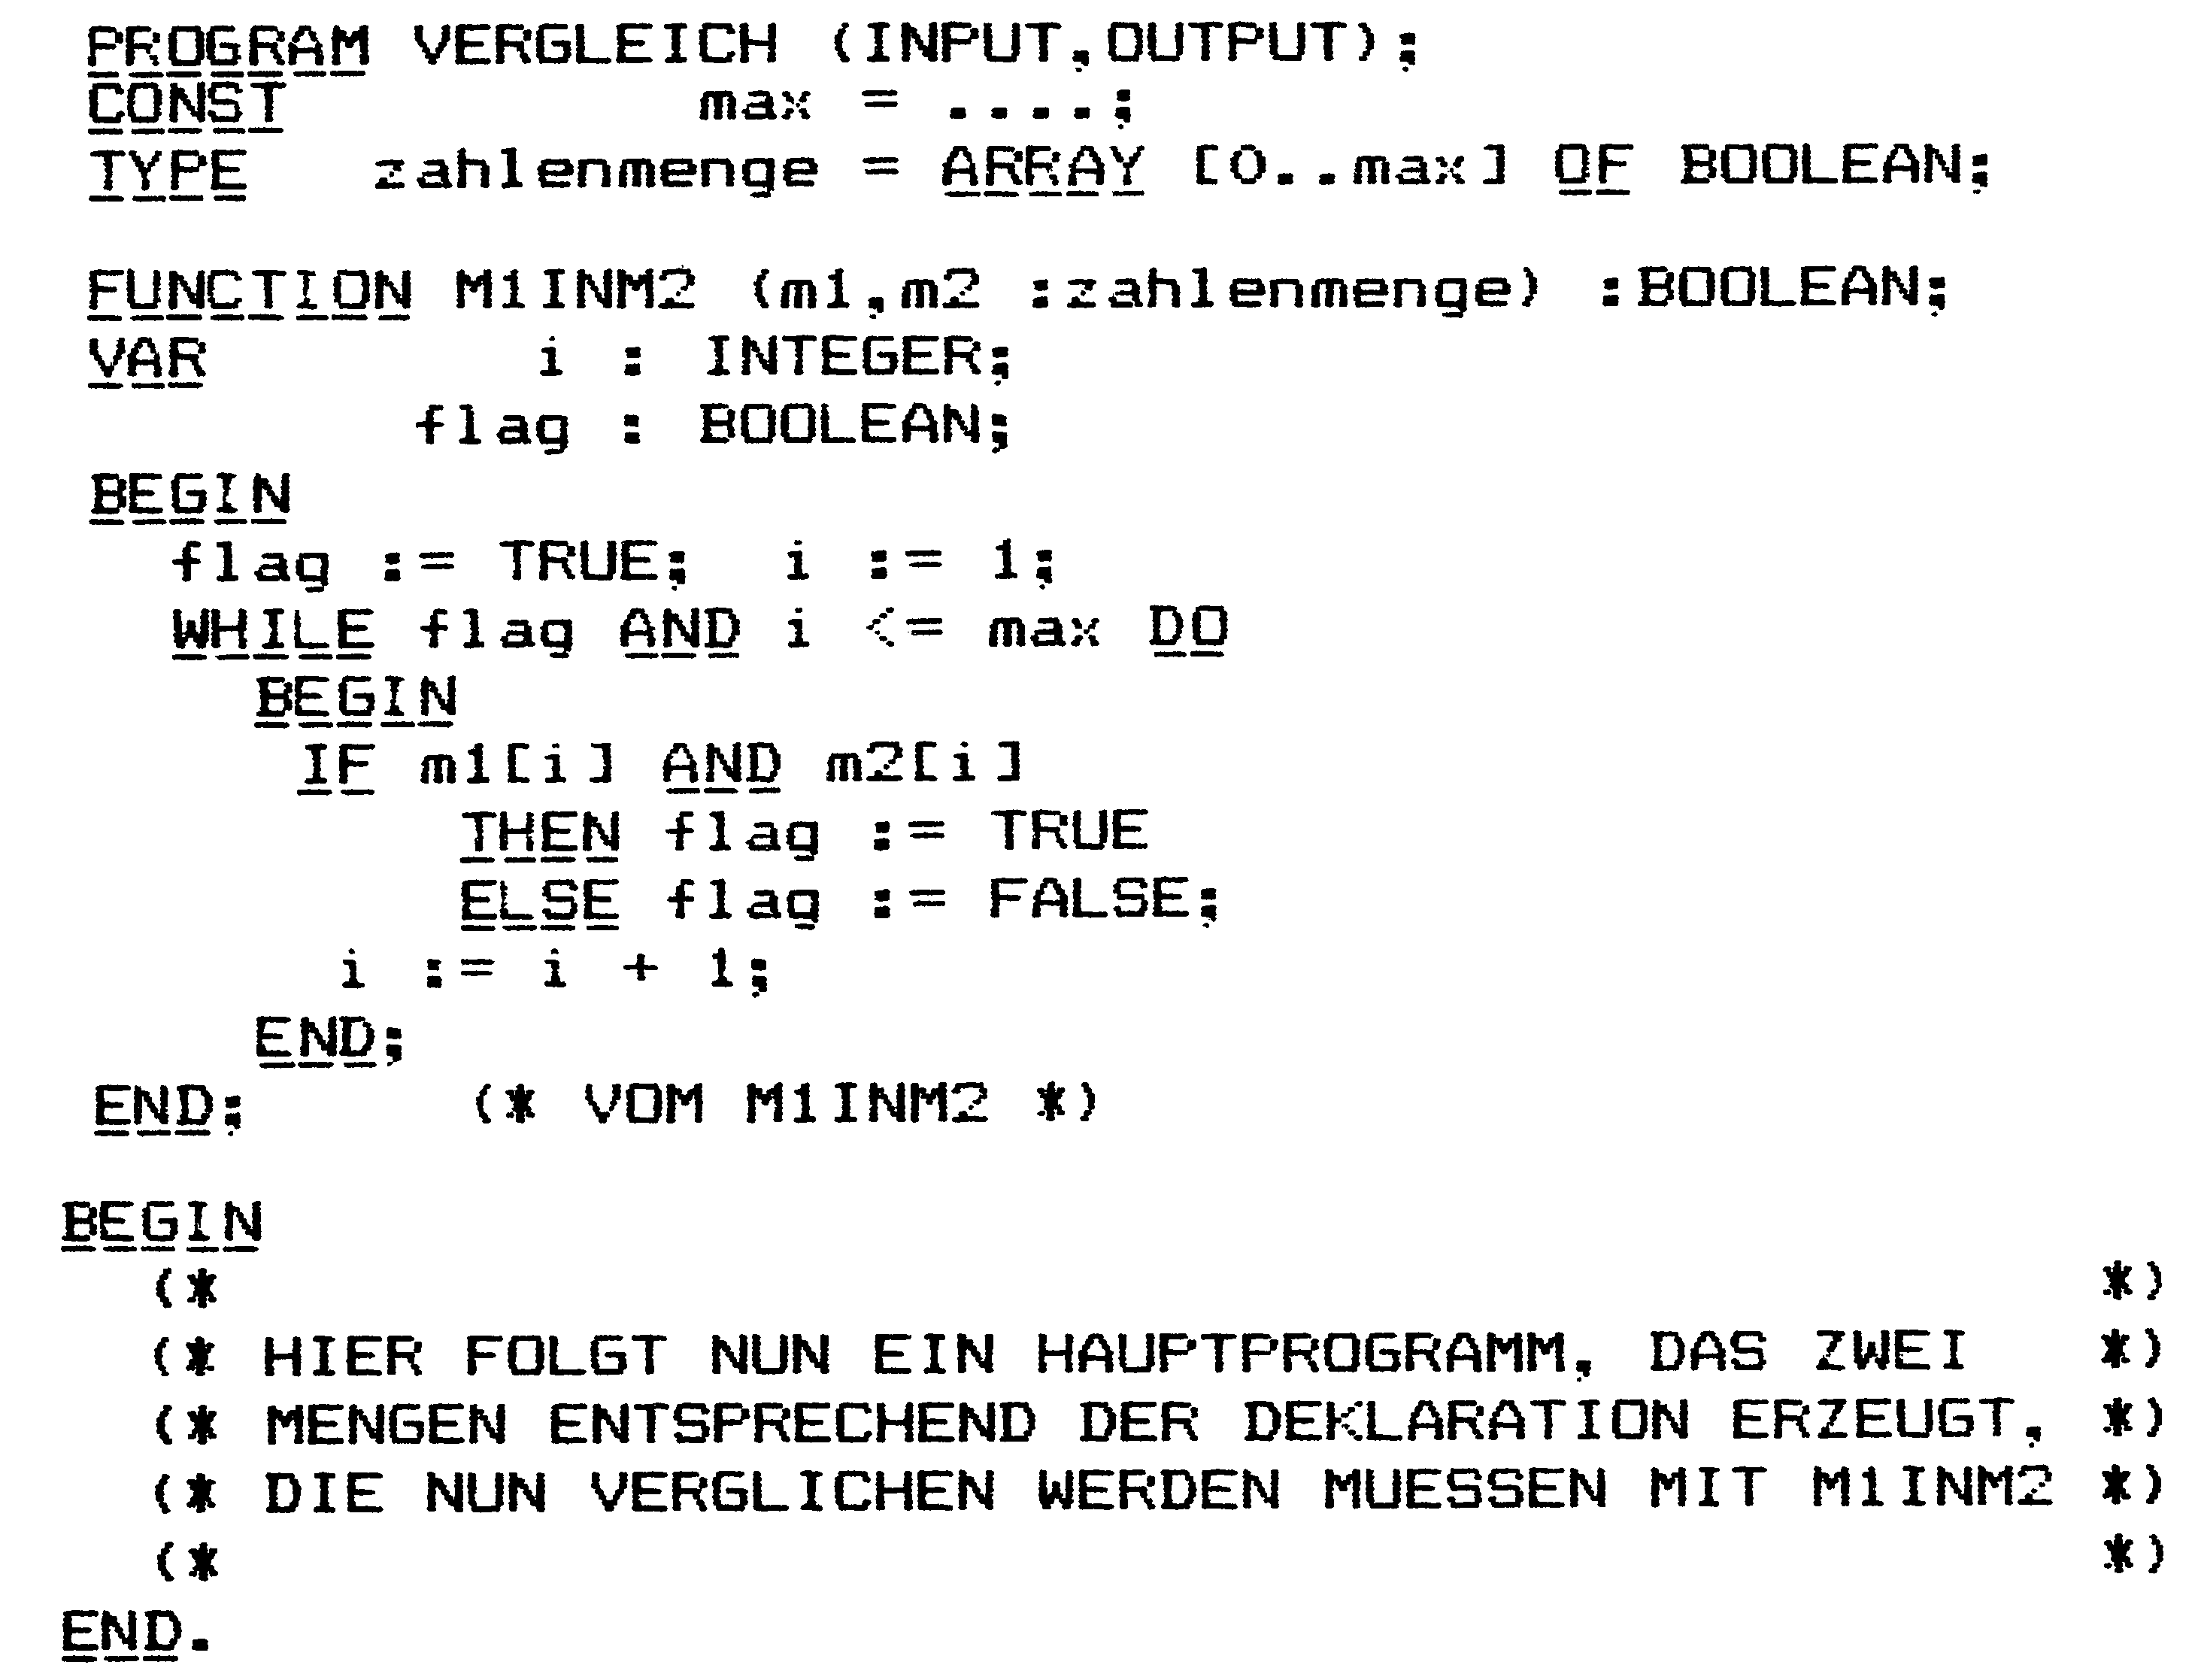 PROGRAM VERGLEICH (INPUT,OUTPUT);
CONST          max = ....;
TYPE   zahlenmenge = ARRAY [0..max] OF BOOLEAN;
FUNCTION M1INM2 (m1,m2 :zahlenmenge) :BOOLEAN;
VAR        i : INTEGER;
        flag : BOOLEAN;
BEGIN
  flag := TRUE;  i := 1;
  WHILE flag AND i <= max DO
    BEGIN
     IF m1[i] AND m2[i]
         THEN flag := TRUE
         ELSE flag := FALSE;
      i := i + 1;
    END;
END;     (* VOM M1INM2 *)
BEGIN
  (*                                              *)
  (* HIER FOLGT NUN EIN HAUPTPROGRAMM, DAS ZWEI   *)
  (* MENGEN ENTSPRECHEND DER DEKLARATION ERZEUGT, *)
  (* DIE NUN VERGLICHEN WERDEN MUESSEN MIT M1INM2 *)
  (*                                              *)
END.